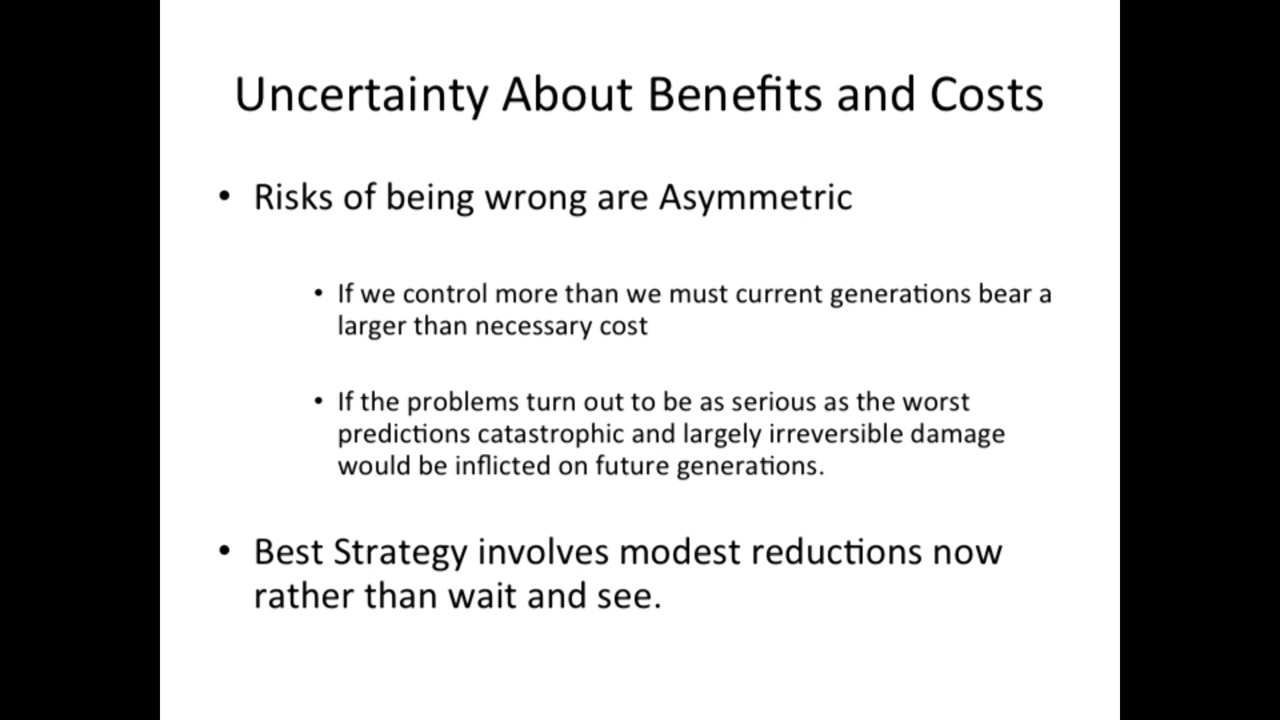 Uncertainty About Benefits and Costs
• Risks of being wrong are Asymmetric
• If we control more than we must current generations bear a
larger than necessary cost
• If the problems turn out to be as serious as the worst
predictions catastrophic and largely irreversible damage
would be inflicted on future generations.
• Best Strategy involves modest reductions now
rather than wait and see.